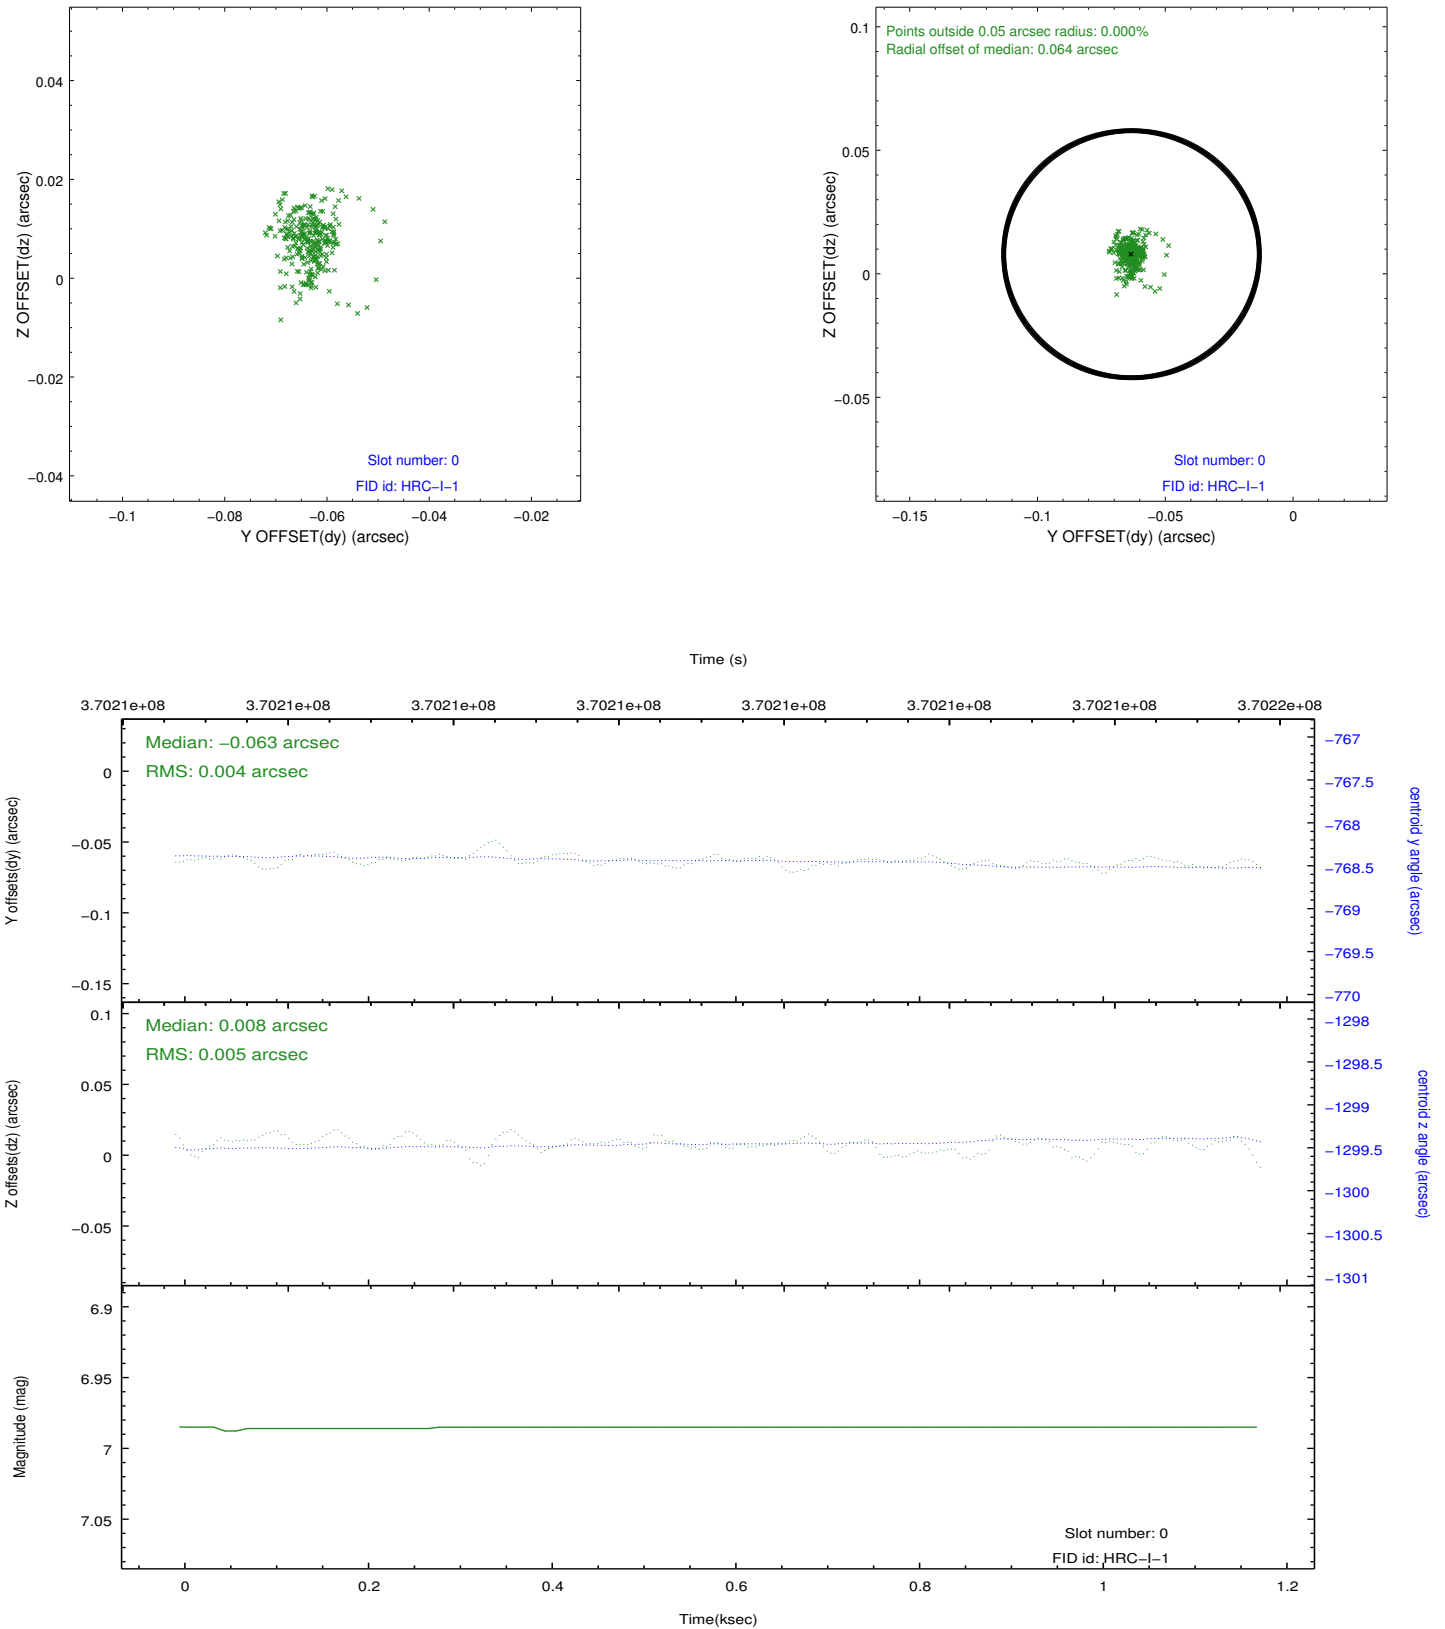 0.04
0.02
0
−0.02
−0.04
Z OFFSET(dz) (arcsec)
Slot number: 0
FID id: HRC−I−1
−0.1
−0.08
−0.06
−0.04
−0.02
Y OFFSET(dy) (arcsec)
Points outside 0.05 arcsec radius: 0.000%
Radial offset of median: 0.064 arcsec
0.1
0.05
0
−0.05
Z OFFSET(dz) (arcsec)
Slot number: 0
FID id: HRC−I−1
−0.15
−0.1
−0.05
0
Y OFFSET(dy) (arcsec)
Time (s)
3.7021e+08
3.7021e+08
3.7021e+08
3.7021e+08
3.7021e+08
3.7021e+08
3.7021e+08
3.7022e+08
Median: −0.063 arcsec
RMS: 0.004 arcsec
0
−0.05
−0.1
−0.15
Y offsets(dy) (arcsec)
−767
−767.5
−768
−768.5
−769
−769.5
−770
centroid y angle (arcsec)
Median: 0.008 arcsec
RMS: 0.005 arcsec
0.1
0.05
0
−0.05
Z offsets(dz) (arcsec)
−1298
−1298.5
−1299
−1299.5
−1300
−1300.5
−1301
centroid z angle (arcsec)
6.9
6.95
7
7.05
Magnitude (mag)
Slot number: 0
FID id: HRC−I−1
0
0.2
0.4
0.6
0.8
1
1.2
Time(ksec)